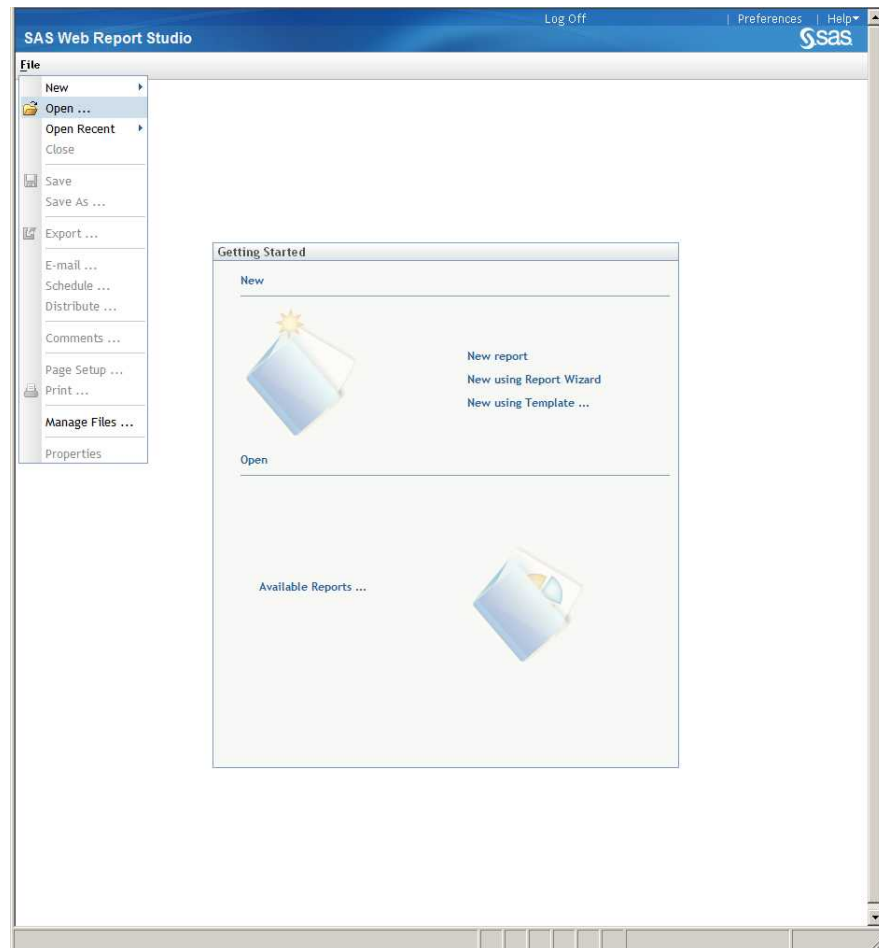 Log Off | Preferences | Help
SAS Web Report Studio
sas
File
New
Open ...
Open Recent
Close
Save
Save As ...
Export ...
E-mail ...
Schedule ...
Distribute ...
Comments ...
Page Setup ...
Print ...
Manage Files ...
Properties
Getting Started
New
New report
New using Report Wizard
New using Template ...
Open
Available Reports ...